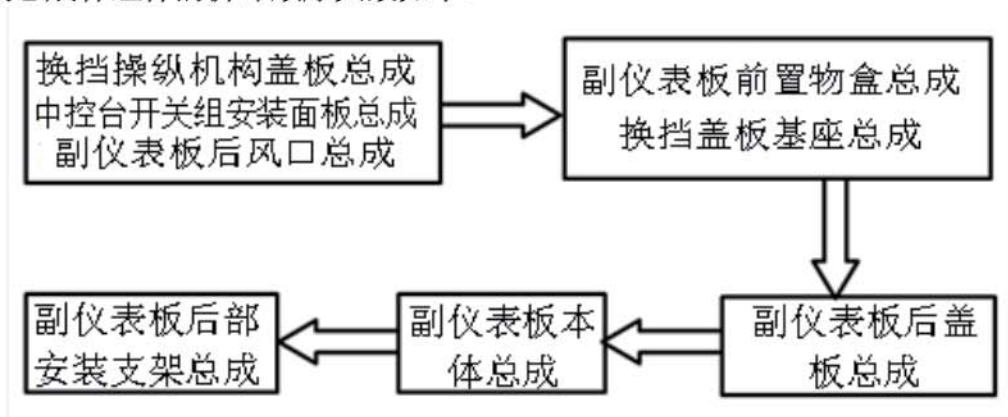 换挡操纵机构盖板总成
中控台开关组安装面板总成
副仪表板后风口总成
副仪表板前置物盒总成
换挡盖板基座总成
副仪表板后盖
板总成
副仪表板本
体总成
副仪表板后部
安装支架总成